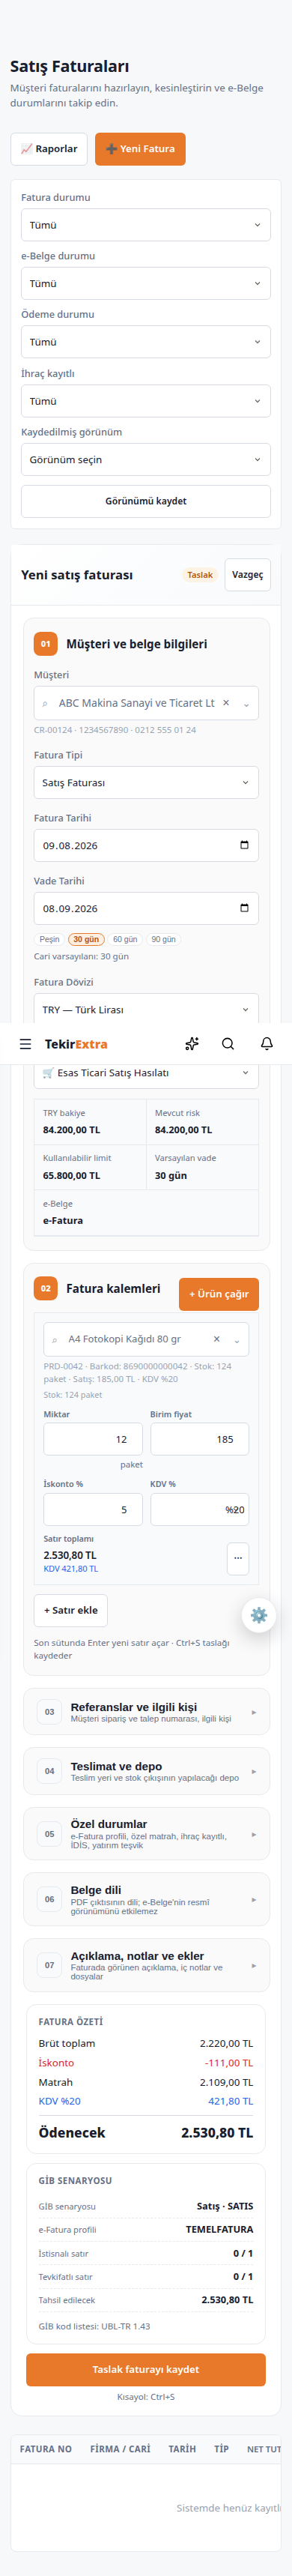 Satış Faturaları
Müşteri faturalarını hazırlayın, kesinleştirin ve e-Belge
durumlarını takip edin.
Raporlar
Yeni Fatura
Fatura durumu
Tümü
e-Belge durumu
Tümü
Ödeme durumu
Tümü
İhraç kayıtlı
Tümü
Kaydedilmiş görünüm
Görünüm seçin
Görünümü kaydet
Yeni satış faturası
Taslak
Vazgeç
01 Müşteri ve belge bilgileri
Müşteri
ABC Makina Sanayi ve Ticaret Lt
CR-00124 · 1234567890 · 0212 555 01 24
Fatura Tipi
Satış Faturası
Fatura Tarihi
09.08.2026
Vade Tarihi
08.09.2026
Peşin 30 gün 60 gün 90 gün
Cari varsayılanı: 30 gün
Fatura Dövizi
TRY — Türk Lirası
TekirExtra
Esas Ticari Satış Hasılatı
TRY bakiye
84.200,00 TL
Mevcut risk
84.200,00 TL
Kullanılabilir limit
65.800,00 TL
Varsayılan vade
30 gün
e-Belge
e-Fatura
02 Fatura kalemleri
+ Ürün çağır
A4 Fotokopi Kağıdı 80 gr
PRD-0042 · Barkod: 8690000000042 · Stok: 124
paket · Satış: 185,00 TL · KDV %20
Stok: 124 paket
Miktar
12
paket
Birim fiyat
185
İskonto %
5
KDV %
%20
Satır toplamı
2.530,80 TL
KDV 421,80 TL
...
+ Satır ekle
Son sütunda Enter yeni satır açar · Ctrl+S taslağı
kaydeder
03 Referanslar ve ilgili kişi
Müşteri sipariş ve talep numarası, ilgili kişi
04 Teslimat ve depo
Teslim yeri ve stok çıkışının yapılacağı depo
05 Özel durumlar
e-Fatura profili, özel matrah, ihraç kayıtlı,
İDİS, yatırım teşvik
06 Belge dili
PDF çıktısının dili; e-Belge'nin resmî
görünümünü etkilemez
07 Açıklama, notlar ve ekler
Faturada görünen açıklama, iç notlar ve
dosyalar
FATURA ÖZETİ
Brüt toplam 2.220,00 TL
İskonto -111,00 TL
Matrah 2.109,00 TL
KDV %20 421,80 TL
Ödenecek 2.530,80 TL
GİB SENARYOSU
GİB senaryosu Satış · SATIS
e-Fatura profili TEMELFATURA
İstisnalı satır 0 / 1
Tevkifatlı satır 0 / 1
Tahsil edilecek 2.530,80 TL
GİB kod listesi: UBL-TR 1.43
Taslak faturayı kaydet
Kısayol: Ctrl+S
FATURA NO FİRMA / CARİ TARİH TİP NET TUT
Sistemde henüz kayıtlı